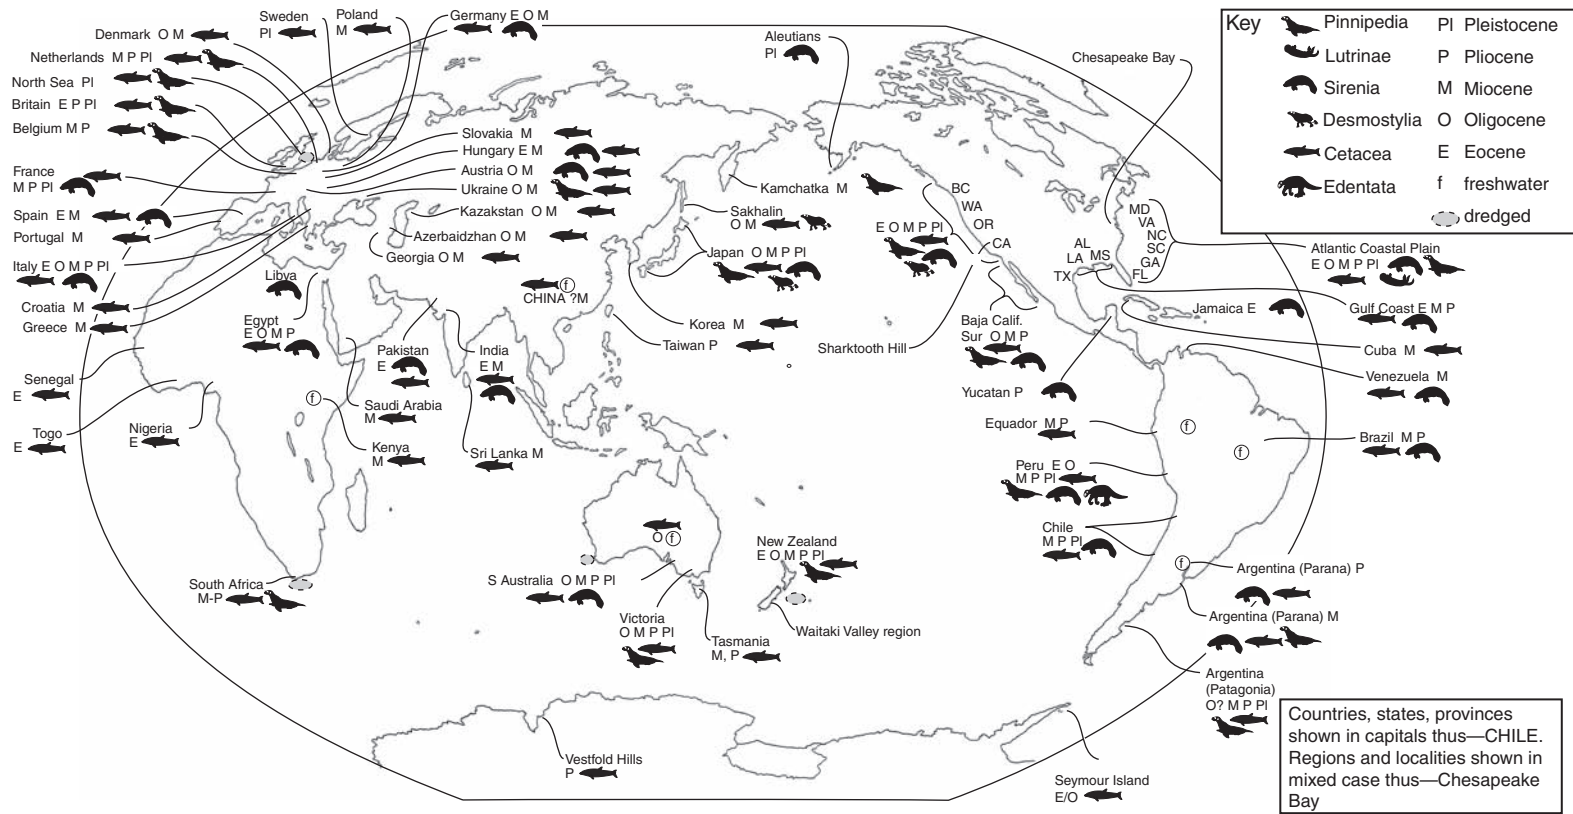 Sweden
Pl
Poland
M
Germany E O M
Denmark O M
Netherlands M P Pl
North Sea Pl
Britain E P Pl
Belgium M P
France
M P Pl
Spain E M
Portugal M
Italy E O M P Pl
Croatia M
Greece M
Senegal
E
Togo
E
Nigeria
E
Slovakia M
Hungary E M
Austria O M
Ukraine O M
Kazakstan O M
Azerbaidzhan O M
Georgia O M
Libya
Egypt
E O M P
Pakistan
E
India
E M
Saudi Arabia
M
f
Kenya
M
Sri Lanka M
South Africa
M-P
f
CHINA ?M
Aleutians
Pl
Kamchatka M
Sakhalin
O M
Japan O M P Pl
Korea M
Taiwan P
O f
S Australia O M P Pl
Victoria
O M P Pl
Tasmania
M, P
New Zealand
E O M P Pl
Waitaki Valley region
Vestfold Hills
P
Seymour Island
E/O
Chesapeake Bay
BC
WA
OR
CA
E O M P Pl
Sharktooth Hill
Baja Calif.
Sur O M P
Yucatan P
MD
VA
NC
SC
GA
FL
AL
LA MS
TX
Atlantic Coastal Plain
E O M P Pl
Jamaica E
Gulf Coast E M P
Cuba M
Venezuela M
Equador M P
f
f
Brazil M P
Peru E O
M P Pl
Chile
M P Pl
f
Argentina (Parana) P
Argentina (Parana) M
Argentina
(Patagonia)
O? M P Pl
Key
Pinnipedia
Lutrinae
Sirenia
Desmostylia
Cetacea
Edentata
Pl Pleistocene
P Pliocene
M Miocene
O Oligocene
E Eocene
f freshwater
dredged
Countries, states, provinces
shown in capitals thus—CHILE.
Regions and localities shown in
mixed case thus—Chesapeake
Bay